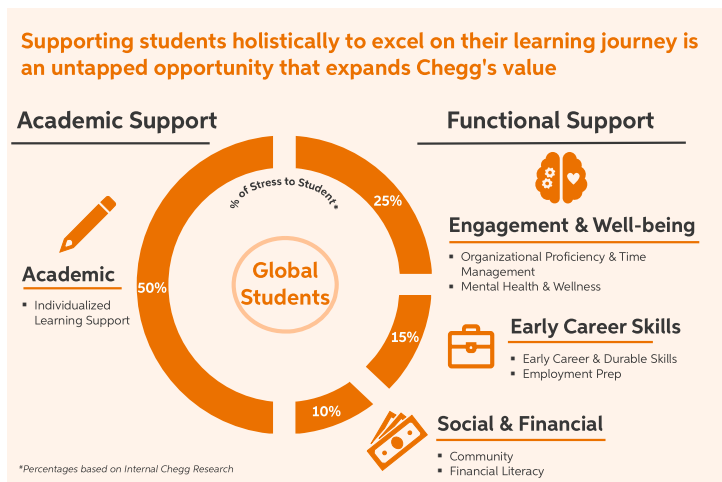 Supporting students holistically to excel on their learning journey is
an untapped opportunity that expands Chegg's value
Academic Support
Functional Support
% of Stress to Student*
25%
50%
15%
10%
Global
Students
Academic
▪ Individualized
Learning Support
Engagement & Well-being
▪ Organizational Proficiency & Time
Management
▪ Mental Health & Wellness
Early Career Skills
▪ Early Career & Durable Skills
▪ Employment Prep
Social & Financial
▪ Community
▪ Financial Literacy
*Percentages based on Internal Chegg Research